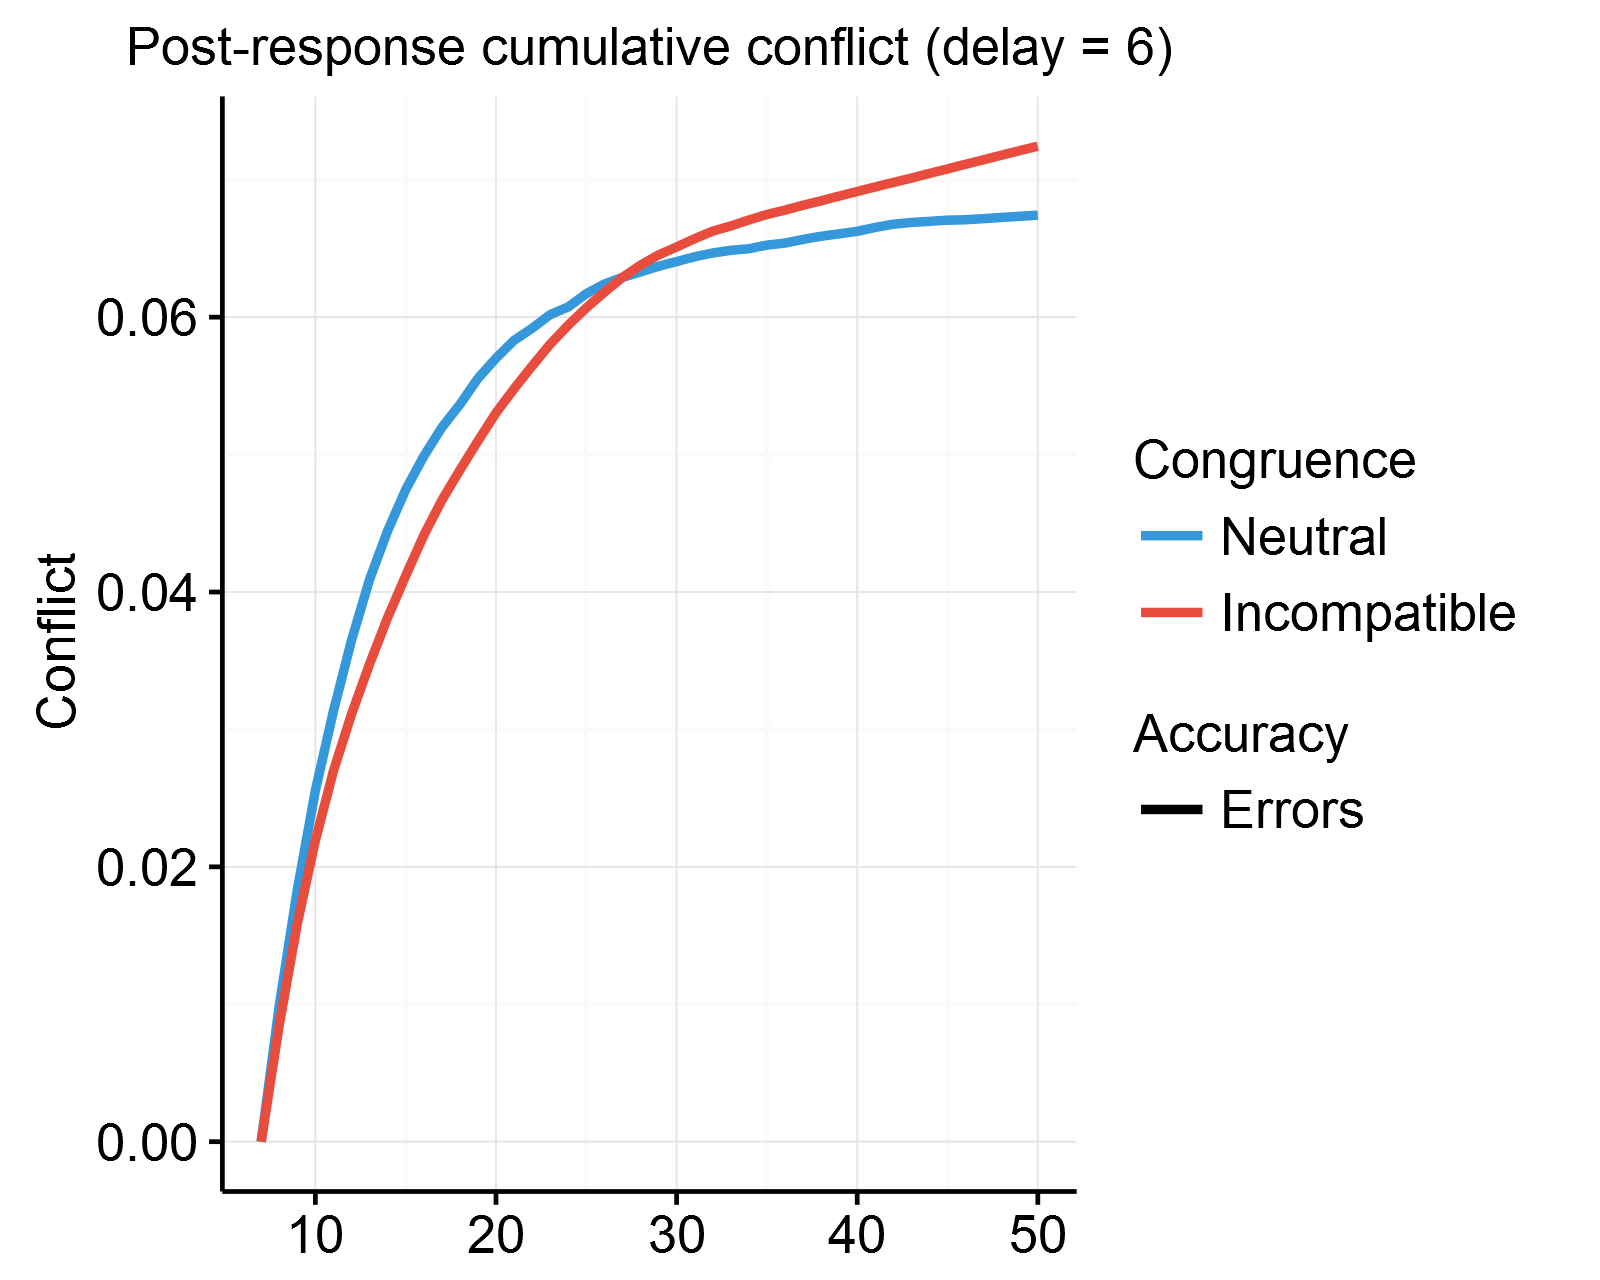 Post-response cumulative conflict (delay = 6)
Conflict
0.06
0.04
0.02
0.00
10 20 30 40 50
Congruence
Neutral
Incompatible
Accuracy
Errors